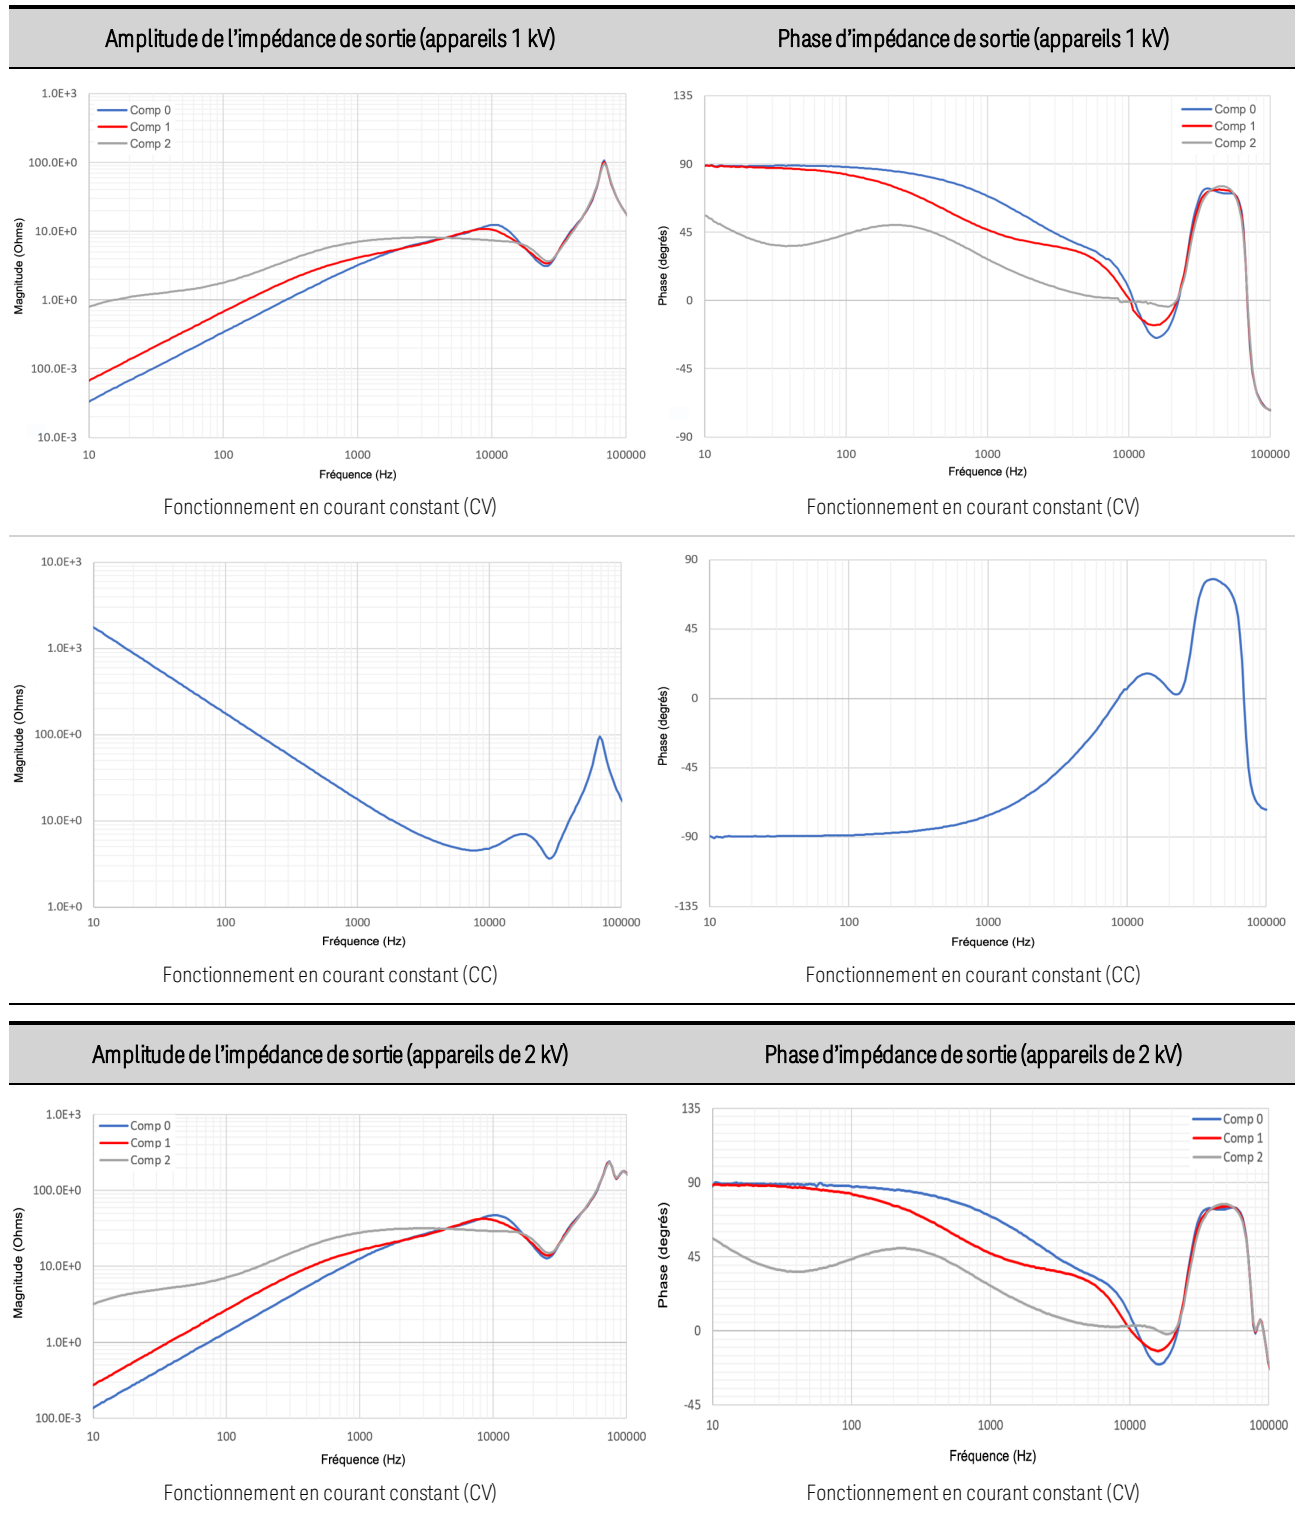 Amplitude de l'impédance de sortie (appareils 1 kV)
Phase d'impédance de sortie (appareils 1 kV)
1.0E+3
100.0E+0
10.0E+0
1.0E+0
100.0E-3
10.0E-3
Magnitude (Ohms)
Comp 0
Comp 1
Comp 2
10 100 1000 10000 100000
Fréquence (Hz)
Fonctionnement en courant constant (CV)
135
90
45
0
-45
-90
Phase (degrés)
Comp 0
Comp 1
Comp 2
10 100 1000 10000 100000
Fréquence (Hz)
Fonctionnement en courant constant (CV)
10.0E+3
1.0E+3
100.0E+0
10.0E+0
1.0E+0
Magnitude (Ohms)
10 100 1000 10000 100000
Fréquence (Hz)
Fonctionnement en courant constant (CC)
90
45
0
-45
-90
-135
Phase (degrés)
10 100 1000 10000 100000
Fréquence (Hz)
Fonctionnement en courant constant (CC)
Amplitude de l'impédance de sortie (appareils de 2 kV)
Phase d'impédance de sortie (appareils de 2 kV)
1.0E+3
100.0E+0
10.0E+0
1.0E+0
100.0E-3
Magnitude (Ohms)
Comp 0
Comp 1
Comp 2
10 100 1000 10000 100000
Fréquence (Hz)
Fonctionnement en courant constant (CV)
135
90
45
0
-45
Phase (degrés)
Comp 0
Comp 1
Comp 2
10 100 1000 10000 100000
Fréquence (Hz)
Fonctionnement en courant constant (CV)